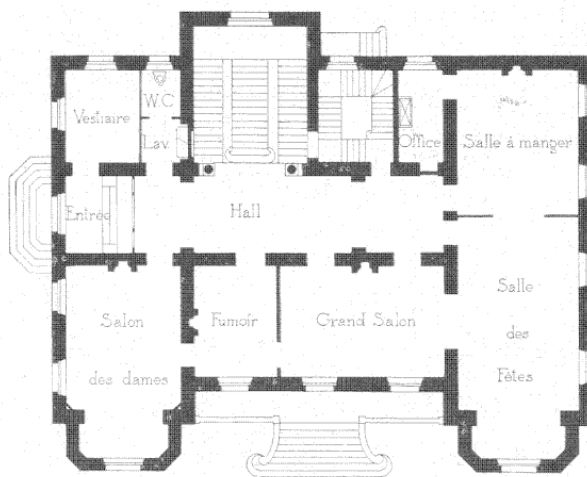 W.C
Vestiaire
Lav.
Office
Salle à manger
Entrée
Hall
Salon
des dames
Fumoir
Grand Salon
Salle
des
Fêtes